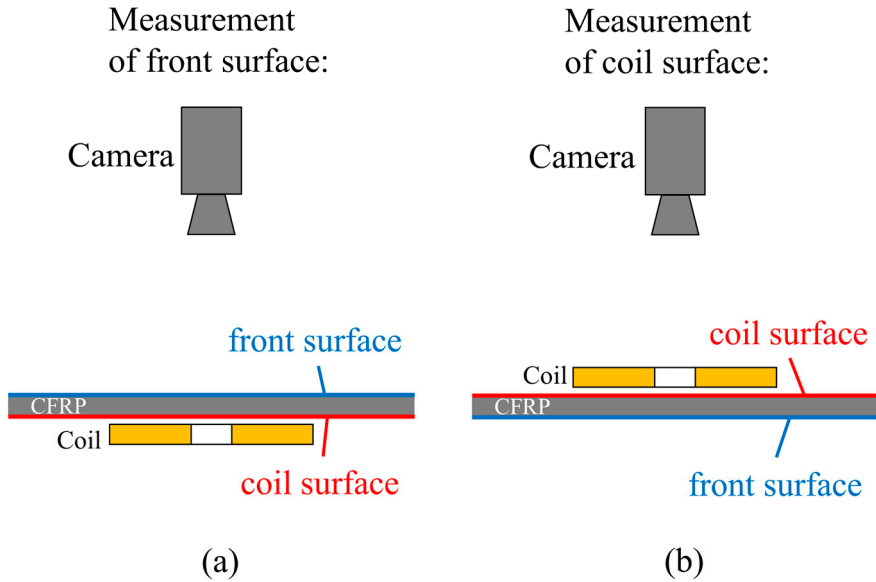 Measurement
of front surface:
Camera
front surface
CFRP
Coil
coil surface
(a)
Measurement
of coil surface:
Camera
coil surface
Coil
CFRP
front surface
(b)